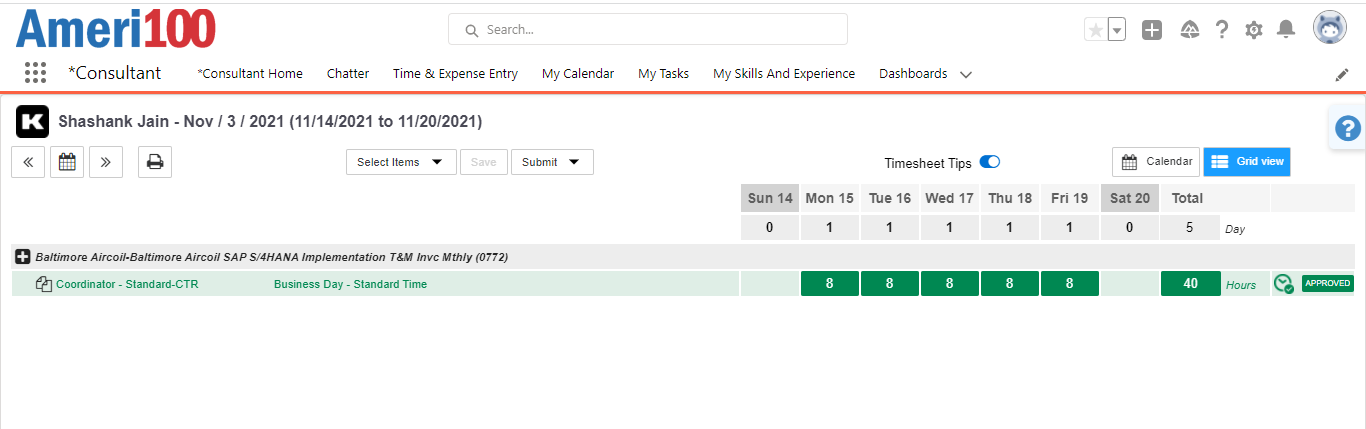 Ameri100
Search...
?
*Consultant *Consultant Home Chatter Time & Expense Entry My Calendar My Tasks My Skills And Experience Dashboards
K Shashank Jain - Nov / 3 / 2021 (11/14/2021 to 11/20/2021)
?
« » Select Items Save Submit Timesheet Tips Calendar Grid view
Sun 14 Mon 15 Tue 16 Wed 17 Thu 18 Fri 19 Sat 20 Total
0 1 1 1 1 1 0 5 Day
Baltimore Aircoil-Baltimore Aircoil SAP S/4HANA Implementation T&M Invc Mthly (0772)
Coordinator - Standard-CTR Business Day - Standard Time 8 8 8 8 8 40 Hours APPROVED